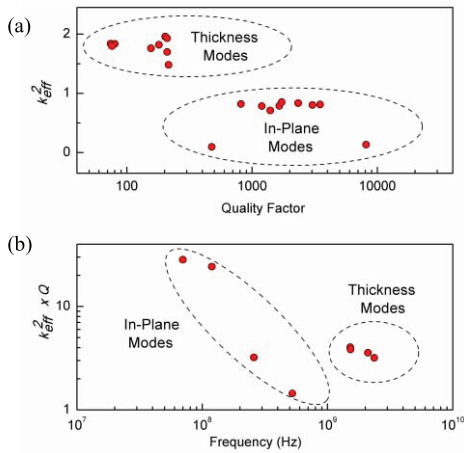 (a)
2
1
0
k²eff
Thickness
Modes
In-Plane
Modes
100
1000
10000
Quality Factor
(b)
10
1
k²eff x Q
In-Plane
Modes
Thickness
Modes
10⁷
10⁸
10⁹
10¹⁰
Frequency (Hz)